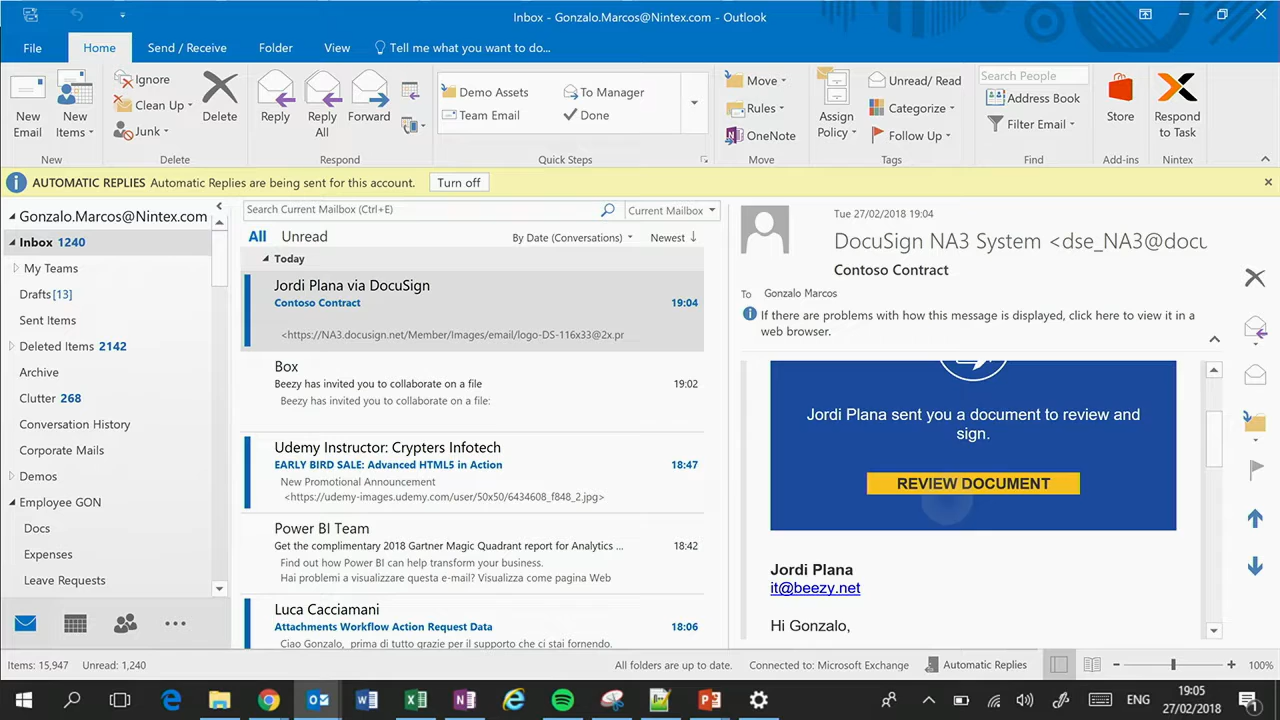 Inbox - Gonzalo.Marcos@Nintex.com - Outlook
File
Home
Send / Receive
Folder
View
Tell me what you want to do...
New Email
New Items
New
Ignore
Clean Up
Junk
Delete
Delete
Reply
Reply All
Forward
Respond
Demo Assets
Team Email
To Manager
Done
Quick Steps
Move
Rules
OneNote
Move
Assign Policy
Unread/ Read
Categorize
Follow Up
Tags
Search People
Address Book
Filter Email
Find
Store
Add-ins
Respond to Task
Nintex
AUTOMATIC REPLIES Automatic Replies are being sent for this account.
Turn off
Gonzalo.Marcos@Nintex.com
Inbox 1240
My Teams
Drafts [13]
Sent Items
Deleted Items 2142
Archive
Clutter 268
Conversation History
Corporate Mails
Demos
Employee GON
Docs
Expenses
Leave Requests
Search Current Mailbox (Ctrl+E)
Current Mailbox
All
Unread
By Date (Conversations)
Newest
Today
Jordi Plana via DocuSign
Contoso Contract
19:04
<https://NA3.docusign.net/Member/Images/email/logo-DS-116x33@2x.pr
Box
Beezy has invited you to collaborate on a file
19:02
Beezy has invited you to collaborate on a file:
Udemy Instructor: Crypters Infotech
EARLY BIRD SALE: Advanced HTML5 in Action
18:47
New Promotional Announcement
<https://udemy-images.udemy.com/user/50x50/6434608_f848_2.jpg>
Power BI Team
Get the complimentary 2018 Gartner Magic Quadrant report for Analytics ...
18:42
Find out how Power BI can help transform your business.
Hai problemi a visualizzare questa e-mail? Visualizza come pagina Web
Luca Cacciamani
Attachments Workflow Action Request Data
18:06
Ciao Gonzalo, prima di tutto grazie per il supporto che ci stai fornendo.
Tue 27/02/2018 19:04
DocuSign NA3 System <dse_NA3@docu
Contoso Contract
To Gonzalo Marcos
If there are problems with how this message is displayed, click here to view it in a
web browser.
Jordi Plana sent you a document to review and
sign.
REVIEW DOCUMENT
Jordi Plana
it@beezy.net
Hi Gonzalo,
Items: 15,947
Unread: 1,240
All folders are up to date.
Connected to: Microsoft Exchange
Automatic Replies
100%
ENG
19:05
27/02/2018
1